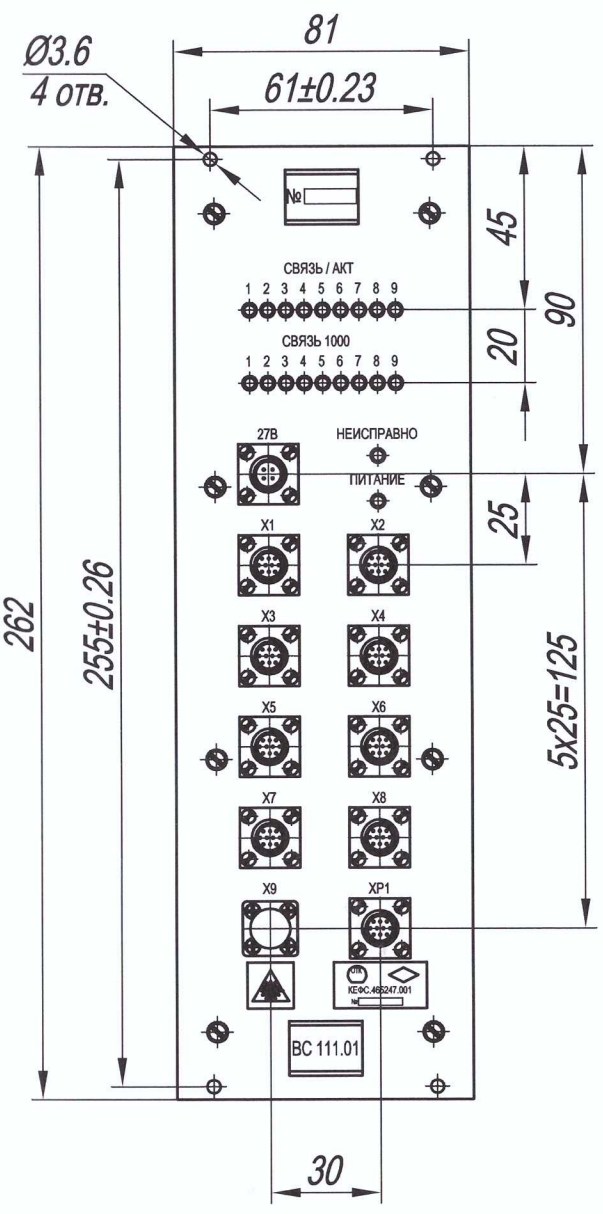 81
Ø3.6
4 отв.
61±0.23
№
45
90
СВЯЗЬ / АКТ
1 2 3 4 5 6 7 8 9
20
СВЯЗЬ 1000
1 2 3 4 5 6 7 8 9
27В
НЕИСПРАВНО
ПИТАНИЕ
25
X1
X2
262
255±0.26
X3
X4
5x25=125
X5
X6
X7
X8
X9
XP1
ОТК
КЕФС.465247.001
№
ВС 111.01
30